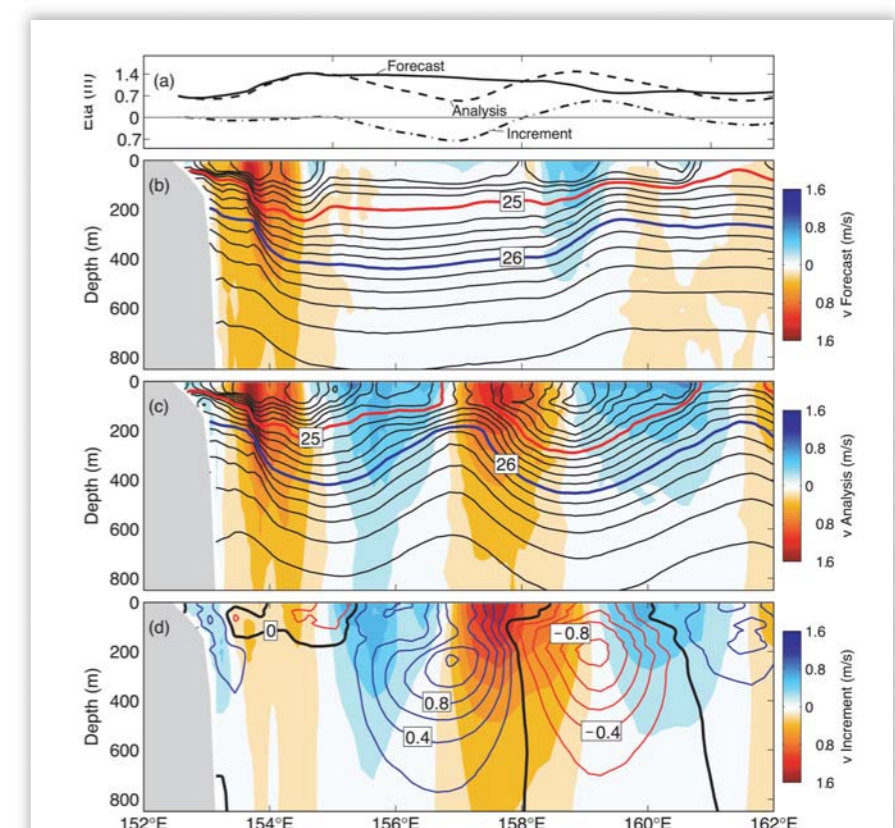 (a)
Forecast
Analysis
Increment
Eta (m)
1.4
0.7
0
0.7
(b)
0
200
400
600
800
Depth (m)
25
26
1.6
0.8
0
0.8
1.6
v Forecast (m/s)
(c)
0
200
400
600
800
Depth (m)
25
26
1.6
0.8
0
0.8
1.6
v Analysis (m/s)
(d)
0
200
400
600
800
Depth (m)
0
0.8
0.4
−0.8
−0.4
1.6
0.8
0
0.8
1.6
v Increment (m/s)
152°E 154°E 156°E 158°E 160°E 162°E